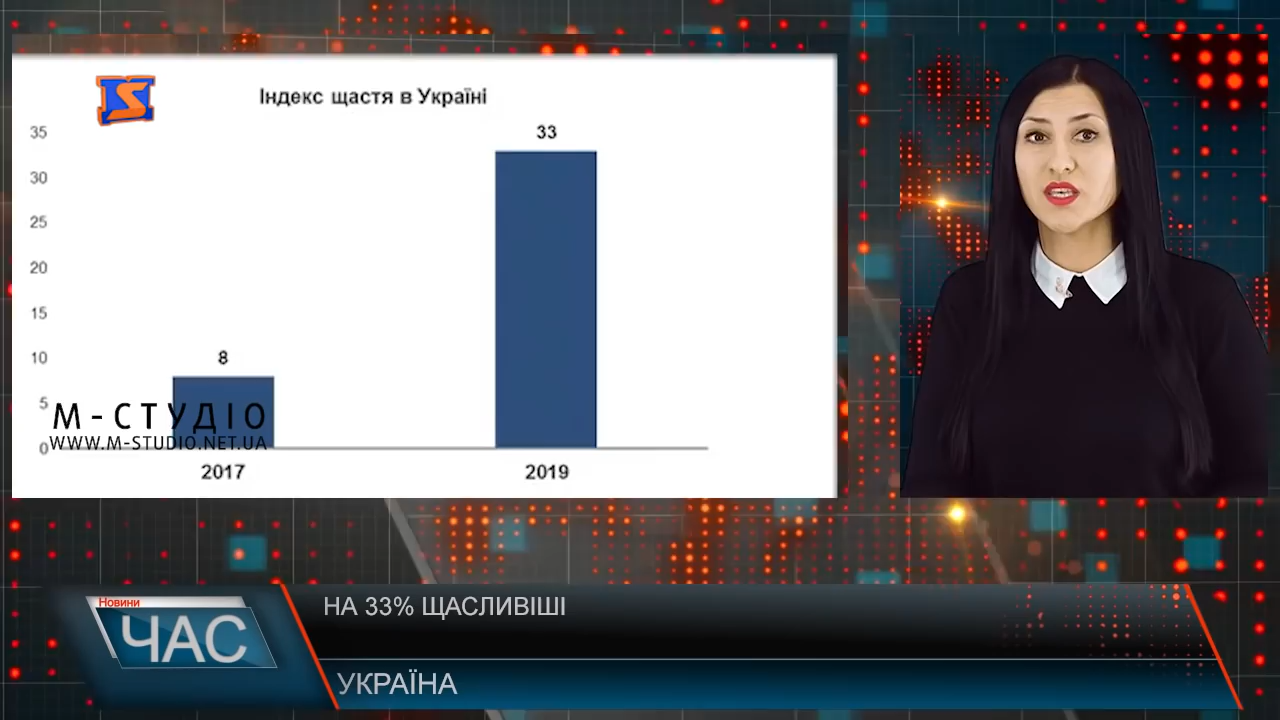 Індекс щастя в Україні
35
33
30
25
20
15
10
8
5
М-СТУДІО
WWW.M-STUDIO.NET.UA
0
2017 2019
НА 33% ЩАСЛИВІШІ
Новини
ЧАС
УКРАЇНА